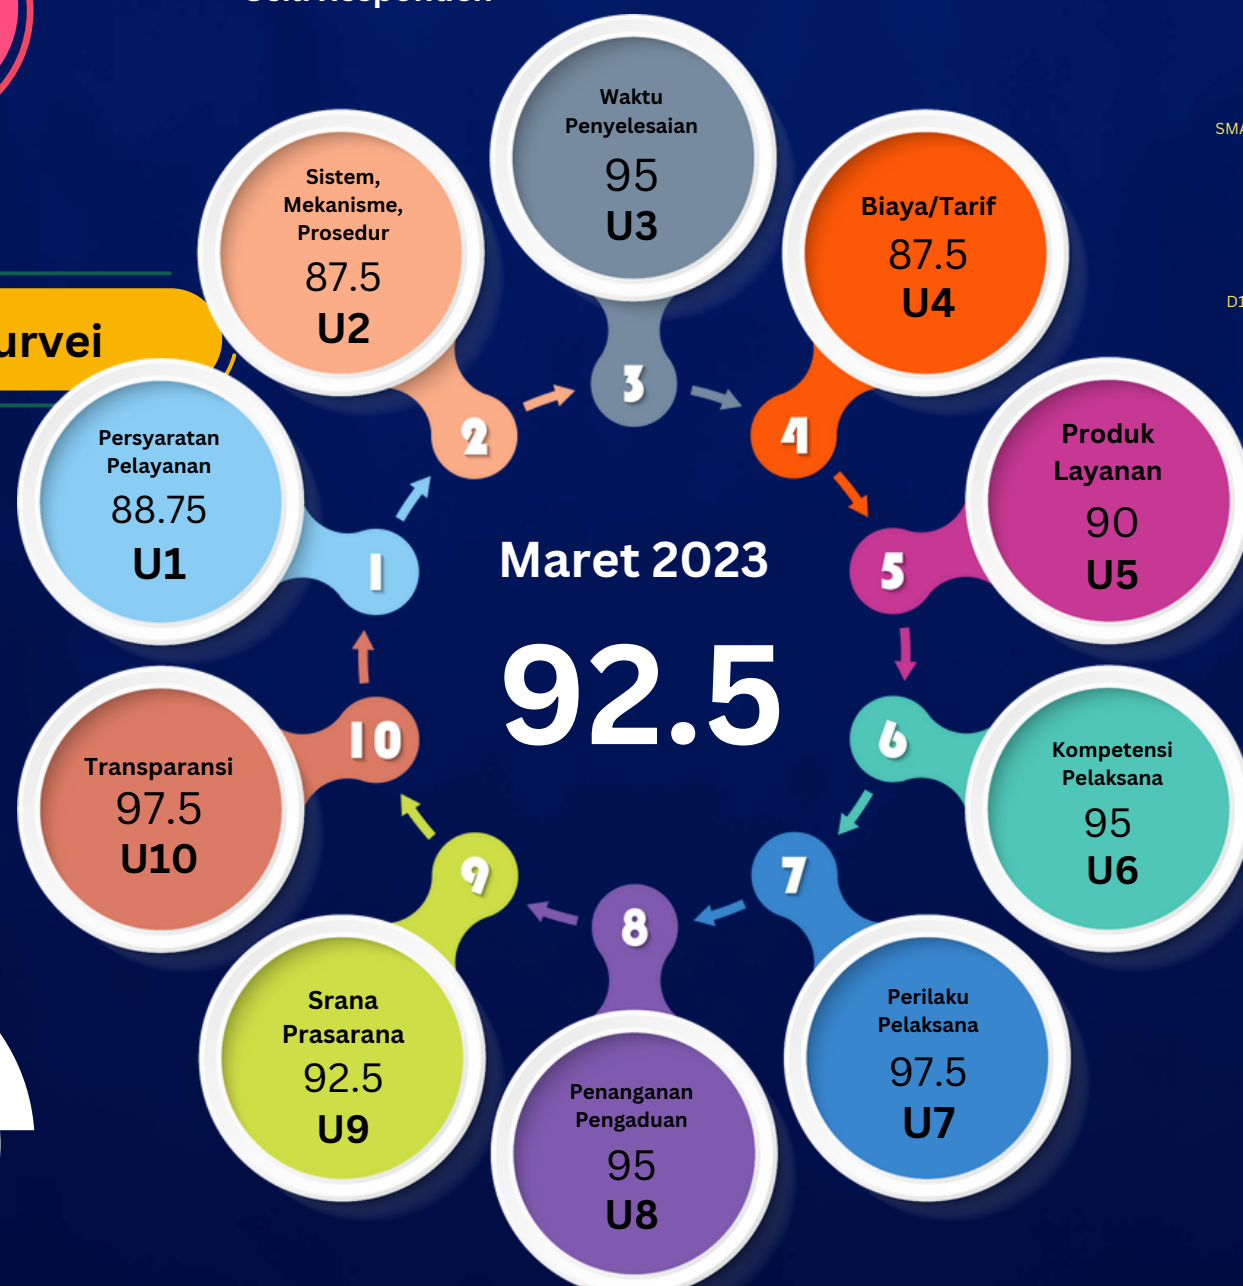 Waktu
Penyelesaian
95
U3
Sistem,
Mekanisme,
Prosedur
87.5
U2
Biaya/Tarif
87.5
U4
urvei
Persyaratan
Pelayanan
88.75
U1
Produk
Layanan
90
U5
1
2
3
4
5
6
7
8
9
10
Maret 2023
92.5
Transparansi
97.5
U10
Kompetensi
Pelaksana
95
U6
Srana
Prasarana
92.5
U9
Penanganan
Pengaduan
95
U8
Perilaku
Pelaksana
97.5
U7
SMA
D1